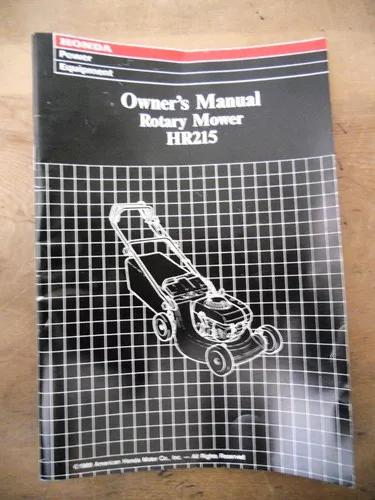 HONDA
Power
Equipment
Owner's Manual
Rotary Mower
HR215
American Honda Motor Co., Inc. — All Rights Reserved